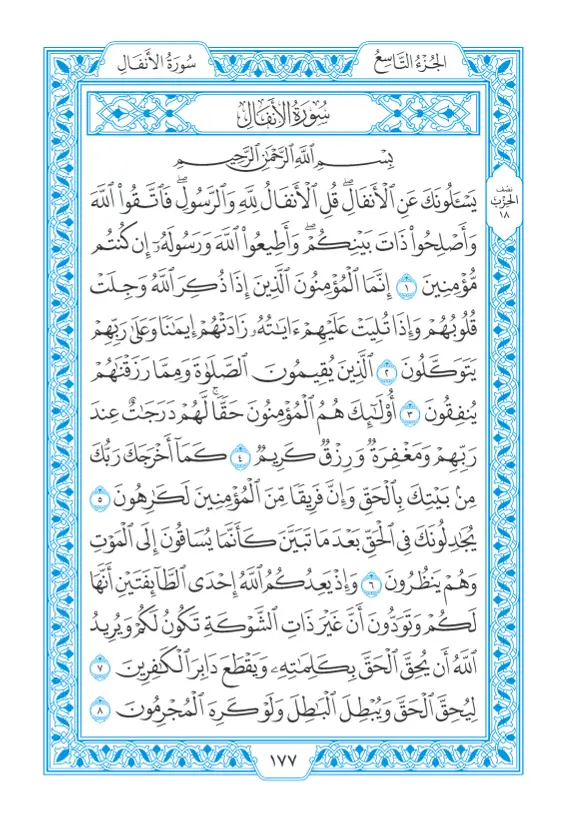 الجُزْءُ التَّاسِعُ
سُورَةُ الأَنفَالِ
سُورَةُ الأَنفَالِ
بِسْمِ ٱللَّهِ ٱلرَّحْمَٰنِ ٱلرَّحِيمِ
يَسْـَٔلُونَكَ عَنِ ٱلْأَنفَالِۖ قُلِ ٱلْأَنفَالُ لِلَّهِ وَٱلرَّسُولِۖ فَٱتَّقُوا۟ ٱللَّهَ
وَأَصْلِحُوا۟ ذَاتَ بَيْنِكُمْۖ وَأَطِيعُوا۟ ٱللَّهَ وَرَسُولَهُۥٓ إِن كُنتُم
مُّؤْمِنِينَ ١ إِنَّمَا ٱلْمُؤْمِنُونَ ٱلَّذِينَ إِذَا ذُكِرَ ٱللَّهُ وَجِلَتْ
قُلُوبُهُمْ وَإِذَا تُلِيَتْ عَلَيْهِمْ ءَايَٰتُهُۥ زَادَتْهُمْ إِيمَٰنًا وَعَلَىٰ رَبِّهِمْ
يَتَوَكَّلُونَ ٢ ٱلَّذِينَ يُقِيمُونَ ٱلصَّلَوٰةَ وَمِمَّا رَزَقْنَٰهُمْ
يُنفِقُونَ ٣ أُو۟لَٰٓئِكَ هُمُ ٱلْمُؤْمِنُونَ حَقًّاۚ لَّهُمْ دَرَجَٰتٌ عِندَ
رَبِّهِمْ وَمَغْفِرَةٌ وَرِزْقٌ كَرِيمٌ ٤ كَمَآ أَخْرَجَكَ رَبُّكَ
مِنۢ بَيْتِكَ بِٱلْحَقِّ وَإِنَّ فَرِيقًا مِّنَ ٱلْمُؤْمِنِينَ لَكَٰرِهُونَ ٥
يُجَٰدِلُونَكَ فِى ٱلْحَقِّ بَعْدَ مَا تَبَيَّنَ كَأَنَّمَا يُسَاقُونَ إِلَى ٱلْمَوْتِ
وَهُمْ يَنظُرُونَ ٦ وَإِذْ يَعِدُكُمُ ٱللَّهُ إِحْدَى ٱلطَّآئِفَتَيْنِ أَنَّهَا
لَكُمْ وَتَوَدُّونَ أَنَّ غَيْرَ ذَاتِ ٱلشَّوْكَةِ تَكُونُ لَكُمْ وَيُرِيدُ
ٱللَّهُ أَن يُحِقَّ ٱلْحَقَّ بِكَلِمَٰتِهِۦ وَيَقْطَعَ دَابِرَ ٱلْكَٰفِرِينَ ٧
لِيُحِقَّ ٱلْحَقَّ وَيُبْطِلَ ٱلْبَٰطِلَ وَلَوْ كَرِهَ ٱلْمُجْرِمُونَ ٨
نصف
الحزب
١٨
١٧٧